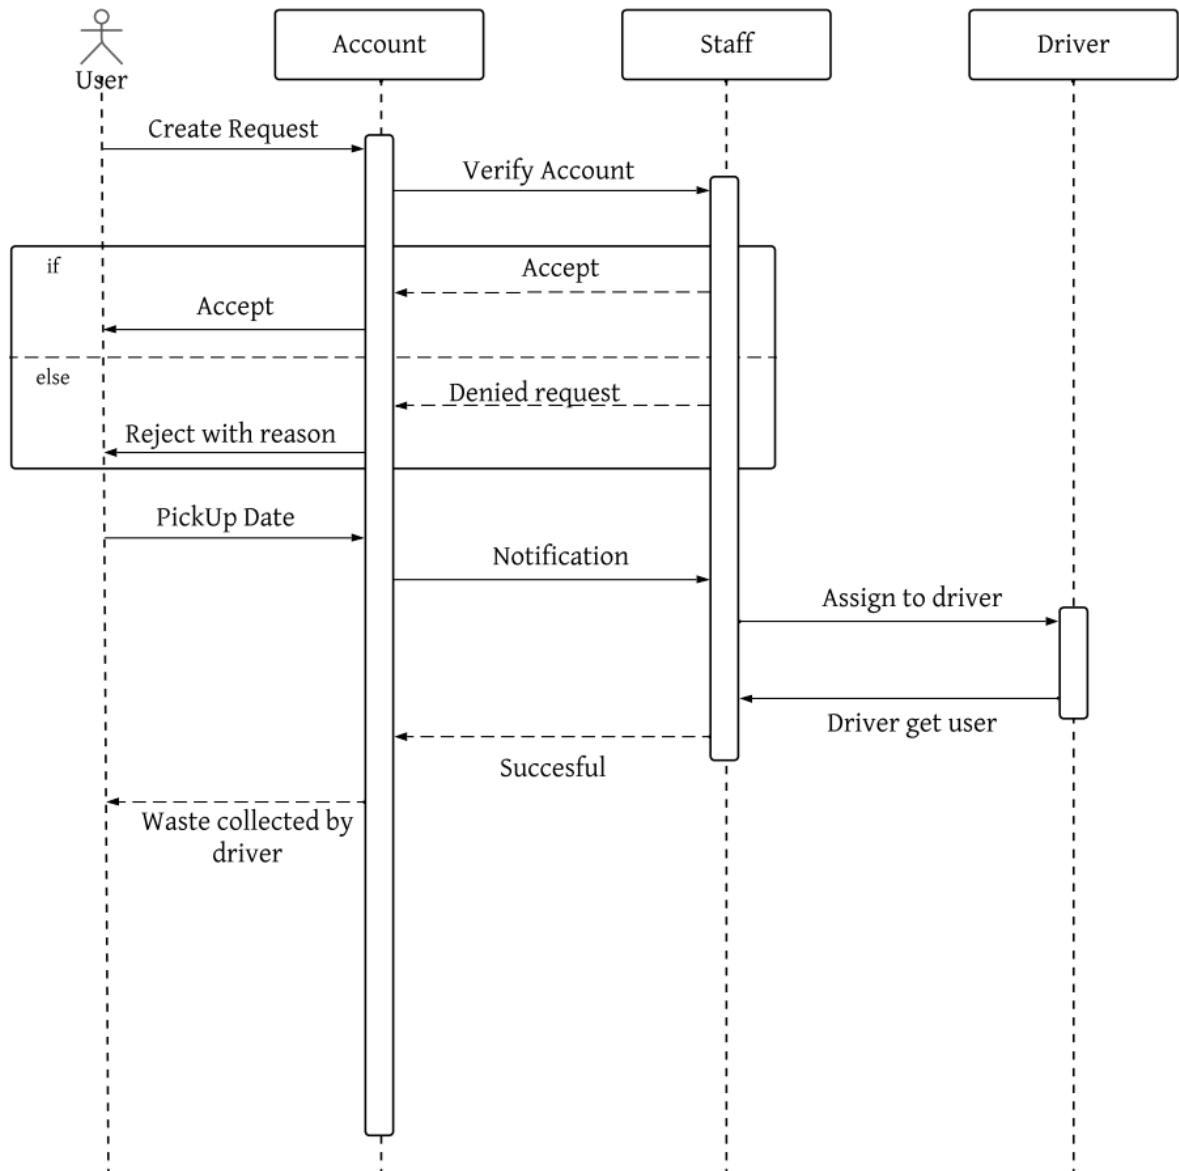 User
Account
Staff
Driver
Create Request
Verify Account
if
Accept
Accept
else
Denied request
Reject with reason
PickUp Date
Notification
Assign to driver
Driver get user
Succesful
Waste collected by
driver